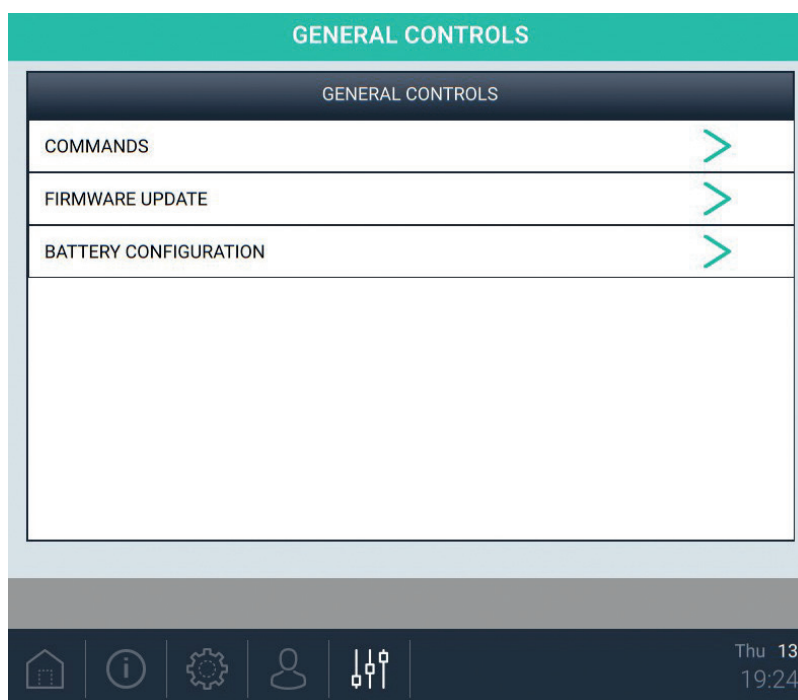 GENERAL CONTROLS
GENERAL CONTROLS
COMMANDS
FIRMWARE UPDATE
BATTERY CONFIGURATION
Thu 13
19:24